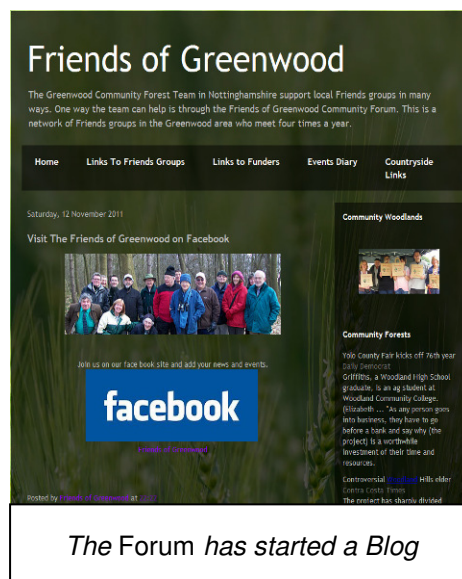 Friends of Greenwood
The Greenwood Community Forest Team in Nottinghamshire support local Friends groups in many
ways. One way the team can help is through the Friends of Greenwood Community Forum. This is a
network of Friends groups in the Greenwood area who meet four times a year.
Home Links To Friends Groups Links to Funders Events Diary Countryside
Links
Saturday, 12 November 2011
Visit The Friends of Greenwood on Facebook
Join us on our face book site and add your news and events.
facebook
Friends of Greenwood
Posted by Friends of Greenwood at
Community Woodlands
Community Forests
Yolo County Fair kicks off 76th year
Daily Democrat
Griffiths, a Woodland High School
graduate, is an ag student at
Woodland Community College.
(Elizabeth ... "As any person goes
into business, they have to go
before a bank and say why (the
project) is a worthwhile
investment of their time and
resources.
Controversial Hills elder
Contra Costa Times
The project has sharply divided
The Forum has started a Blog